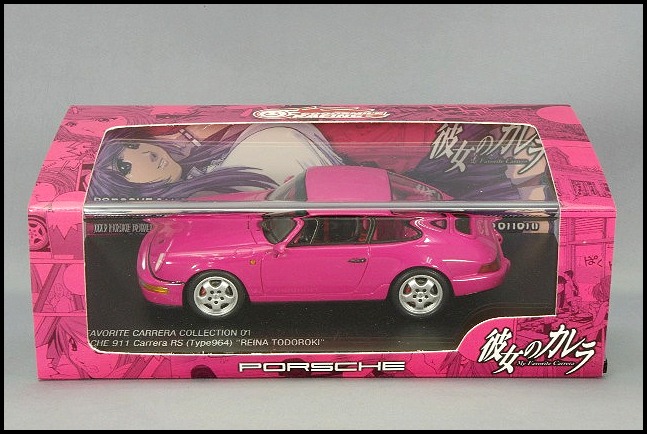 彼女のカレラ
My Favorite Carrera
FAVORITE CARRERA COLLECTION 01
911 Carrera RS (Type964) "REINA TODOROKI"
彼女のカレラ
My Favorite Carrera
PORSCHE